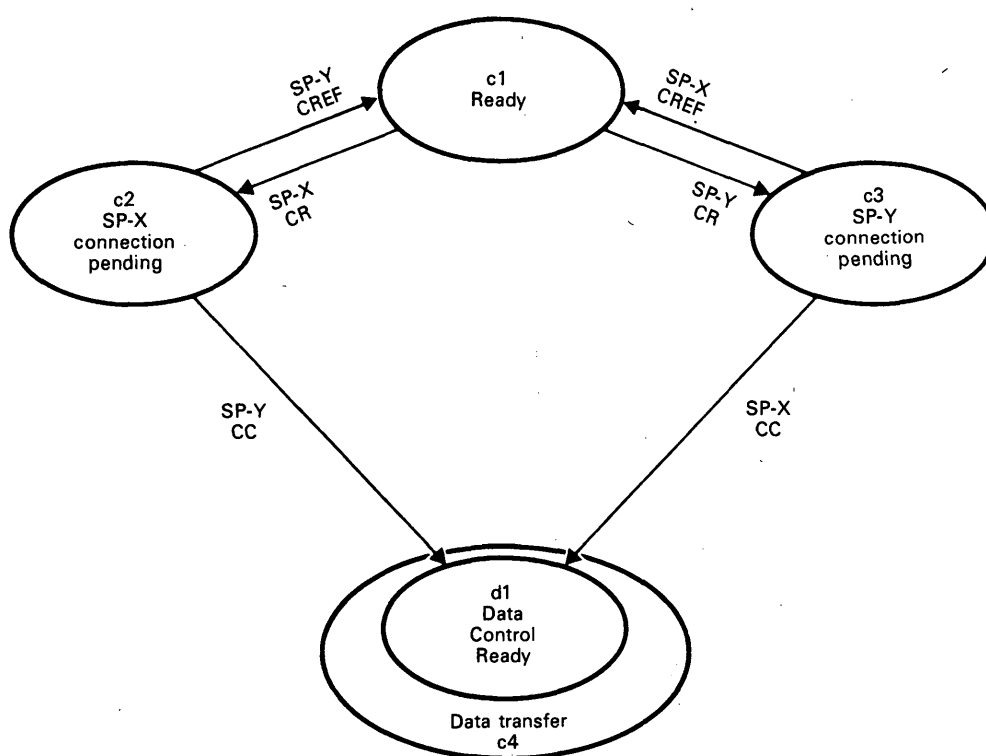 c1
Ready
SP-Y
CREF
SP-X
CREF
SP-X
CR
SP-Y
CR
c2
SP-X
connection
pending
c3
SP-Y
connection
pending
SP-Y
CC
SP-X
CC
d1
Data
Control
Ready
Data transfer
c4